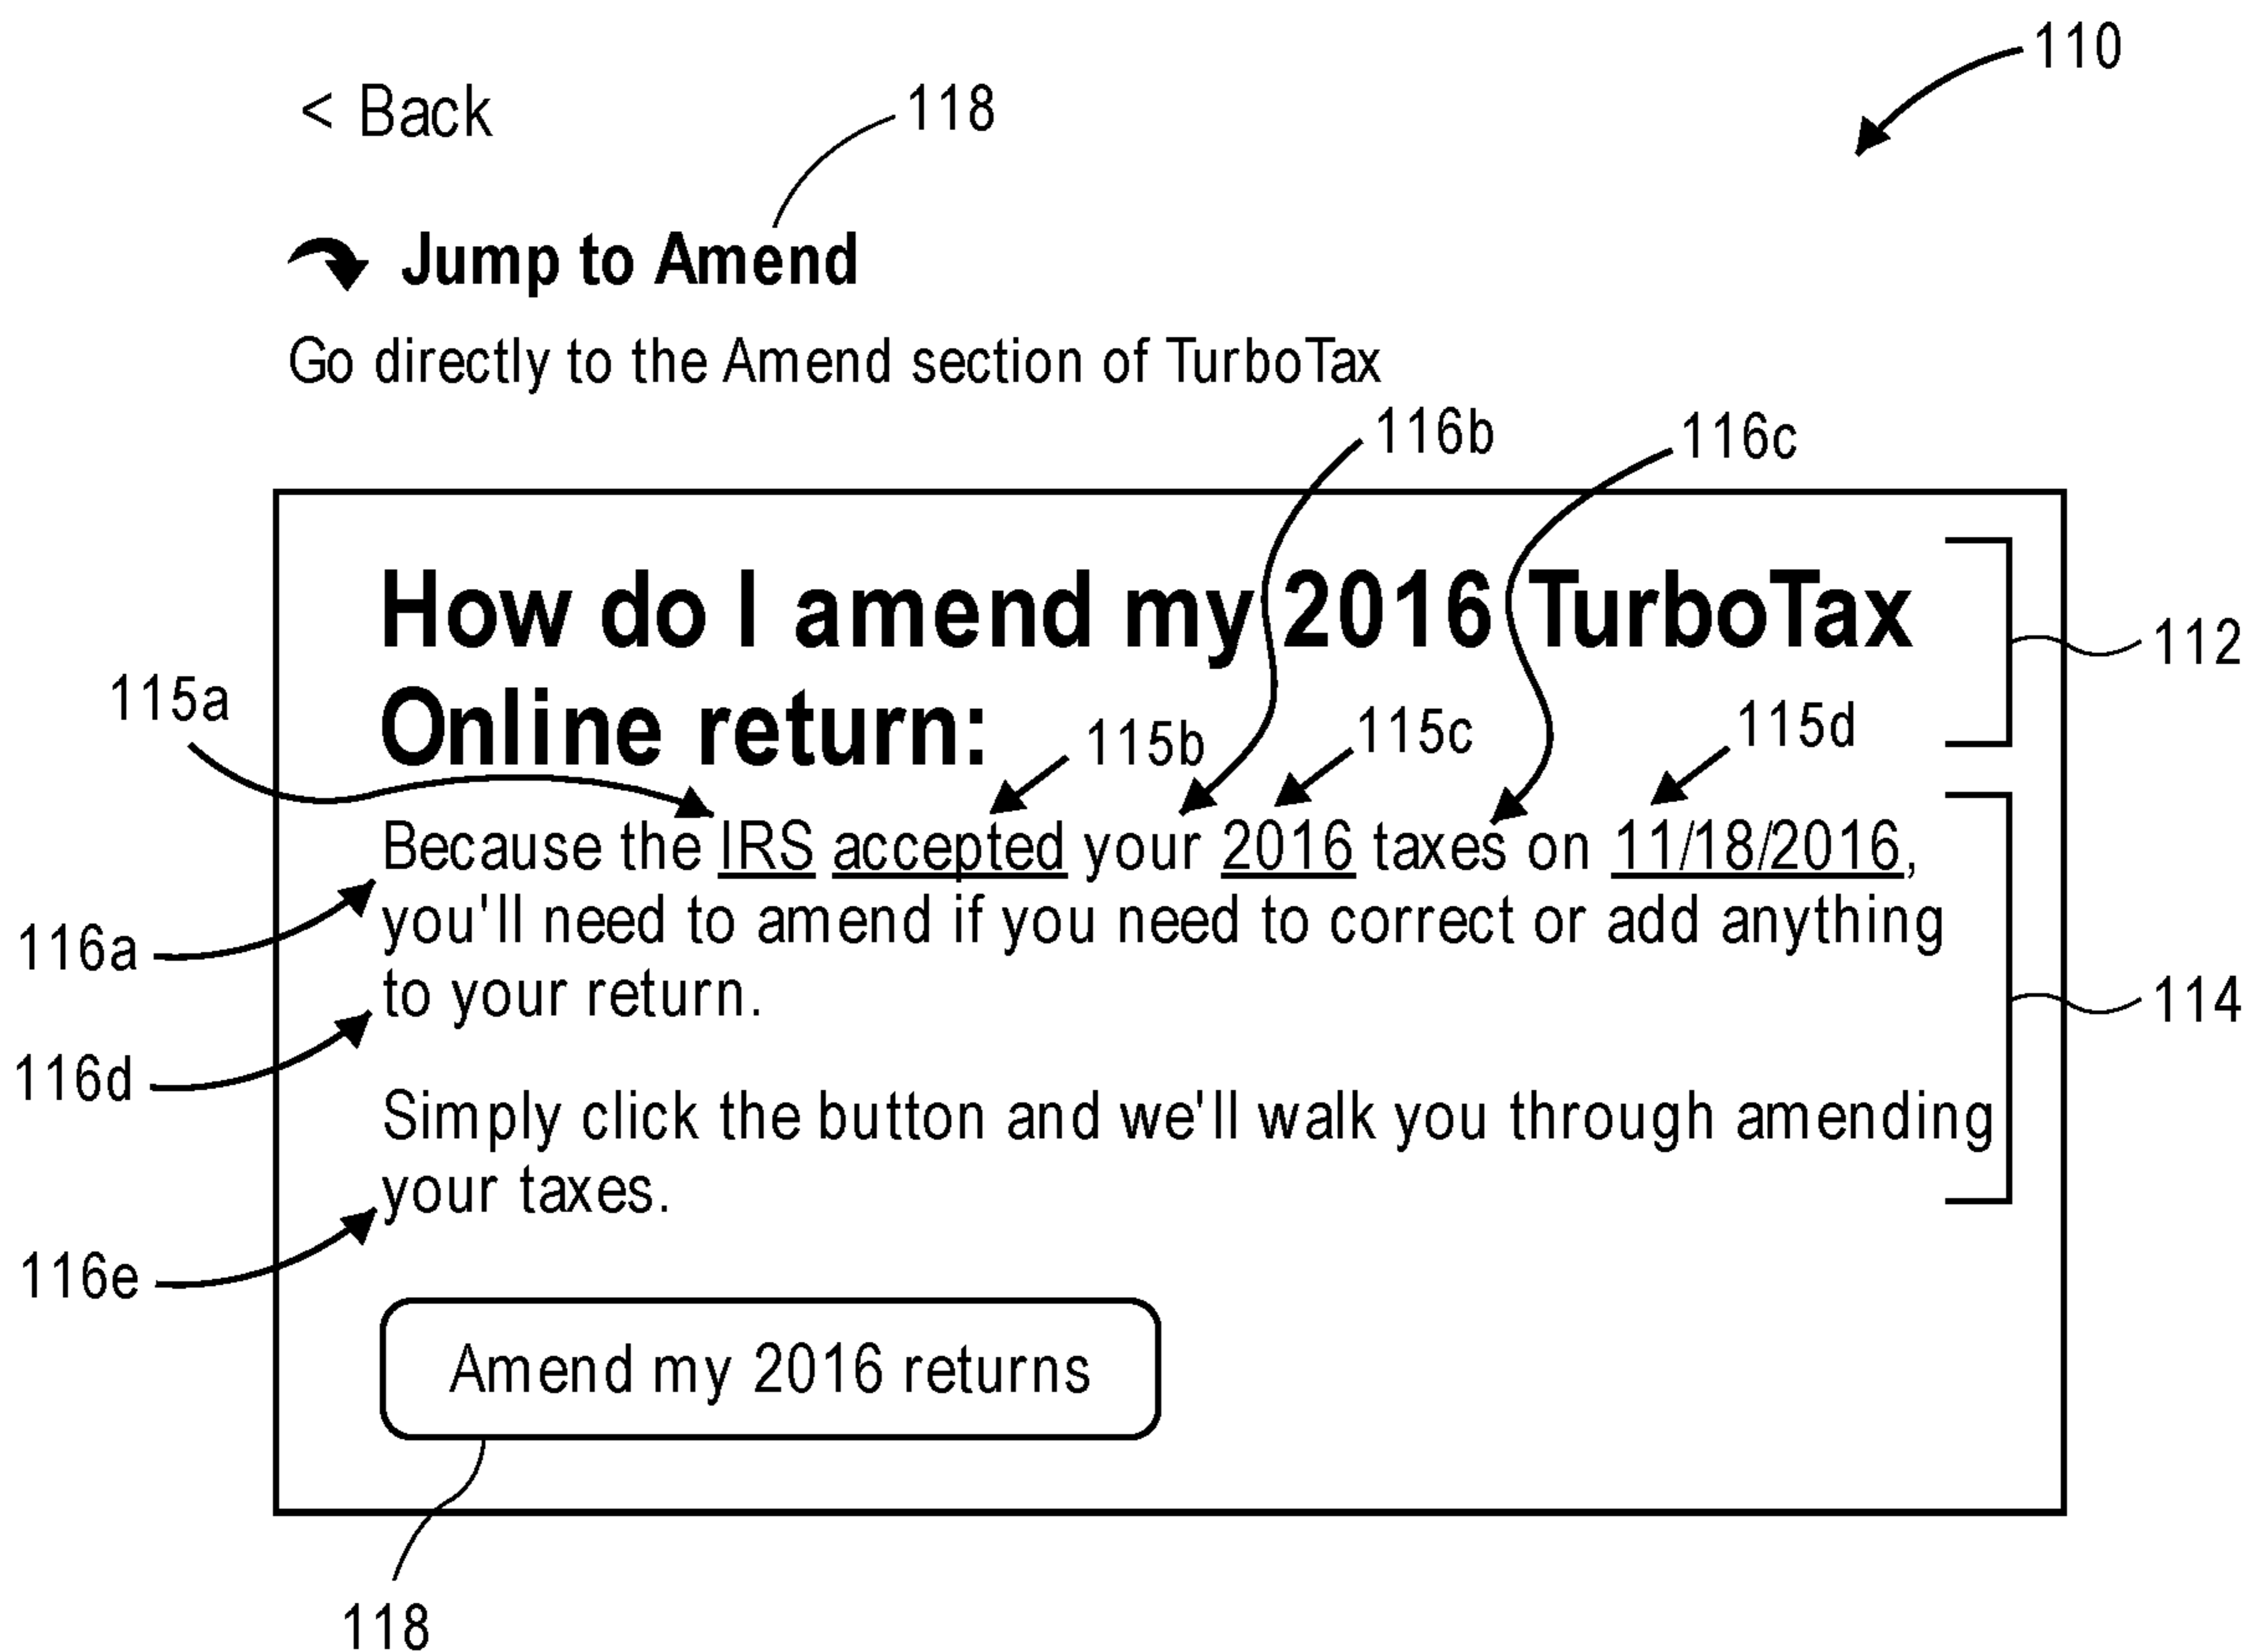 110
< Back
118
Jump to Amend
Go directly to the Amend section of TurboTax
116b
116c
How do I amend my 2016 TurboTax
112
115a
Online return:
115b
115c
115d
Because the IRS accepted your 2016 taxes on 11/18/2016,
116a
you'll need to amend if you need to correct or add anything
to your return.
114
116d
Simply click the button and we'll walk you through amending
your taxes.
116e
Amend my 2016 returns
118